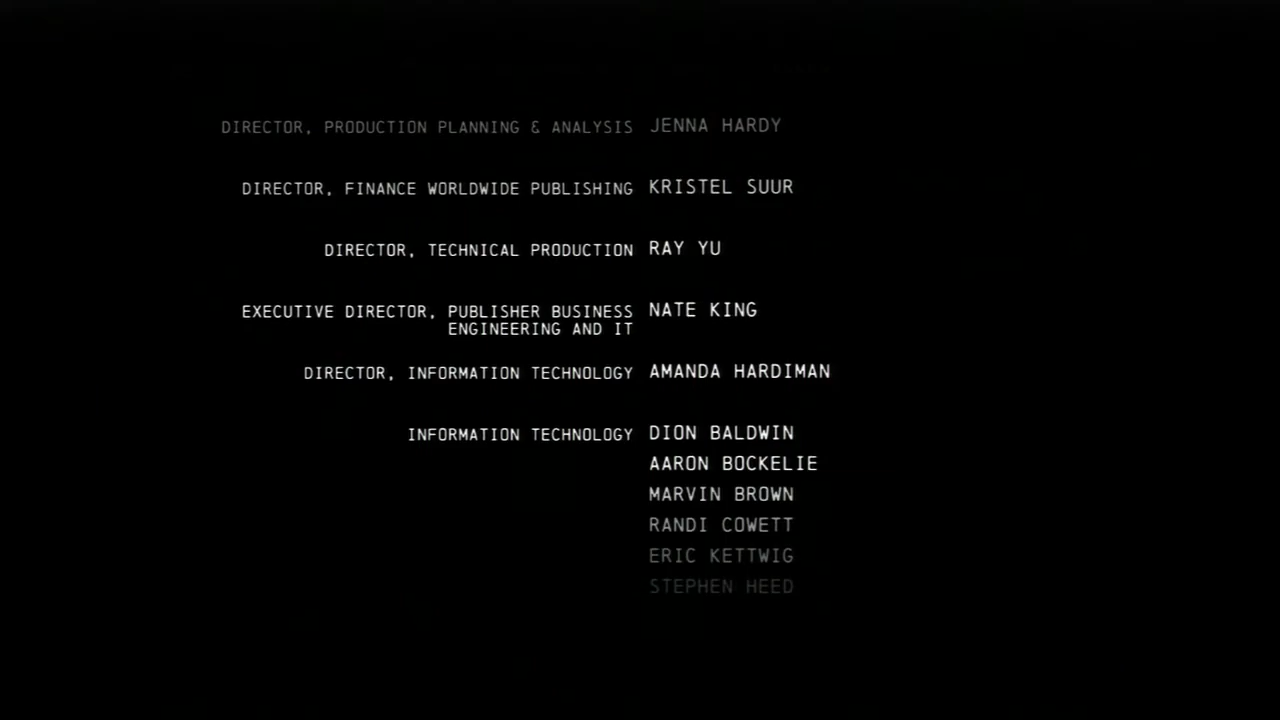 DIRECTOR, PRODUCTION PLANNING & ANALYSIS JENNA HARDY
DIRECTOR, FINANCE WORLDWIDE PUBLISHING KRISTEL SUUR
DIRECTOR, TECHNICAL PRODUCTION RAY YU
EXECUTIVE DIRECTOR, PUBLISHER BUSINESS NATE KING
ENGINEERING AND IT
DIRECTOR, INFORMATION TECHNOLOGY AMANDA HARDIMAN
INFORMATION TECHNOLOGY DION BALDWIN
AARON BOCKELIE
MARVIN BROWN
RANDI COWETT
ERIC KETTWIG
STEPHEN HEED